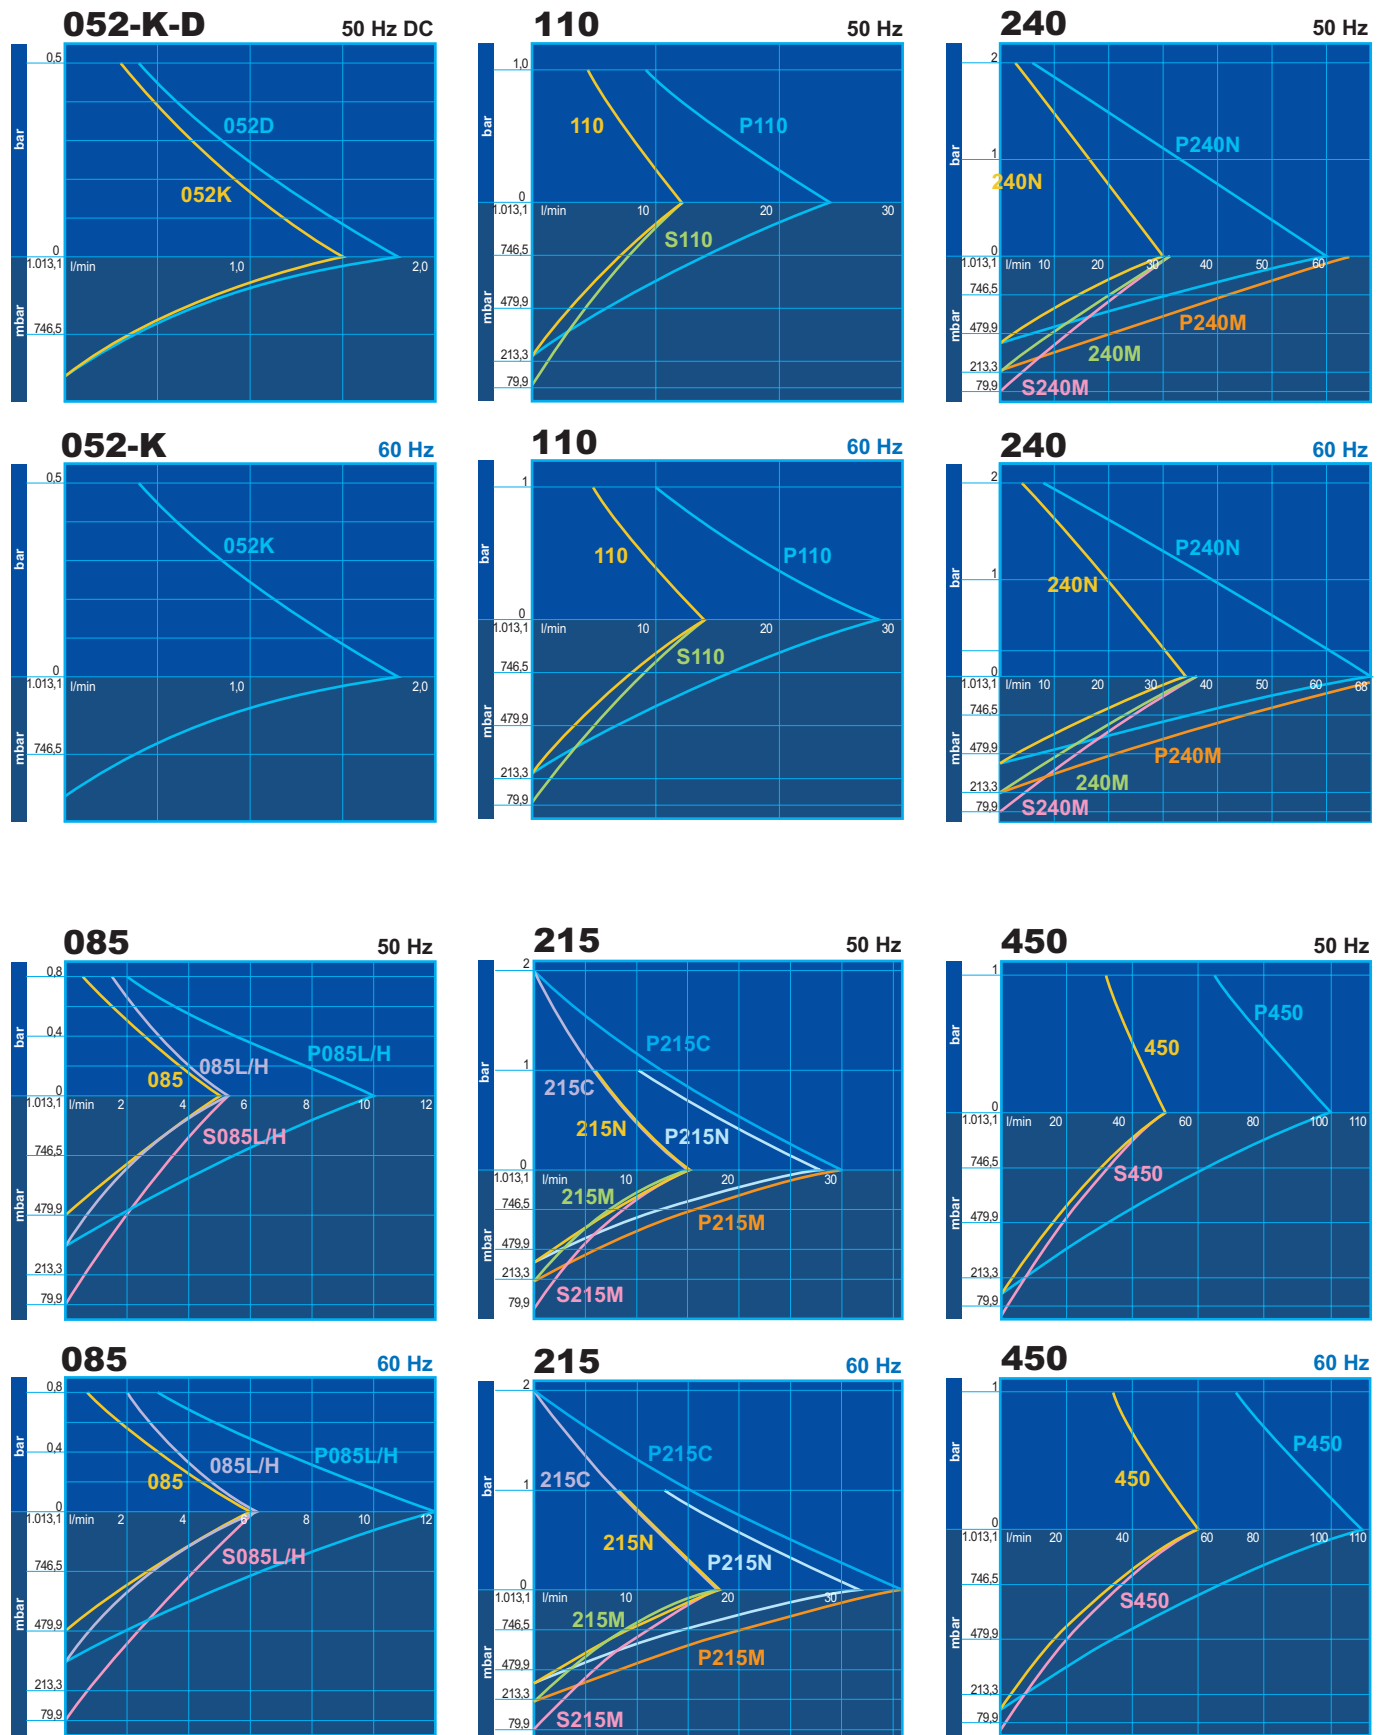 052-K-D 50 Hz DC
0,5
bar
052D
052K
0
1.013,1 l/min 1,0 2,0
mbar
746,5
110 50 Hz
1,0
bar
110 P110
0
1.013,1 l/min 10 20 30
S110
746,5
mbar
479,9
213,3
79,9
240 50 Hz
2
bar
P240N
1
240N
0
1.013,1 l/min 10 20 30 40 50 60
746,5
mbar
P240M
479,9
240M
213,3
79,9 S240M
052-K 60 Hz
0,5
bar
052K
0
1.013,1 l/min 1,0 2,0
mbar
746,5
110 60 Hz
1
bar
110 P110
0
1.013,1 l/min 10 20 30
S110
746,5
mbar
479,9
213,3
79,9
240 60 Hz
2
bar
P240N
1
240N
0
1.013,1 l/min 10 20 30 40 50 60 68
746,5
mbar
479,9 P240M
240M
213,3
79,9 S240M
085 50 Hz
0,8
bar
0,4
P085L/H
085L/H
085
0
1.013,1 l/min 2 4 6 8 10 12
S085L/H
746,5
mbar
479,9
213,3
79,9
215 50 Hz
2
bar
P215C
1
215C
215N P215N
0
1.013,1 l/min 10 20 30
215M
746,5
P215M
mbar
479,9
213,3
S215M
79,9
450 50 Hz
1
bar
P450
450
0
1.013,1 l/min 20 40 60 80 100 110
746,5
S450
mbar
479,9
213,3
79,9
085 60 Hz
0,8
bar
0,4 P085L/H
085L/H
085
0
1.013,1 l/min 2 4 6 8 10 12
S085L/H
746,5
mbar
479,9
213,3
79,9
215 60 Hz
2
bar
P215C
215C
1
215N
P215N
0
1.013,1 l/min 10 20 30
215M
746,5
P215M
mbar
479,9
213,3
S215M
79,9
450 60 Hz
1
bar
P450
450
0
1.013,1 l/min 20 40 60 80 100 110
746,5
S450
mbar
479,9
213,3
79,9